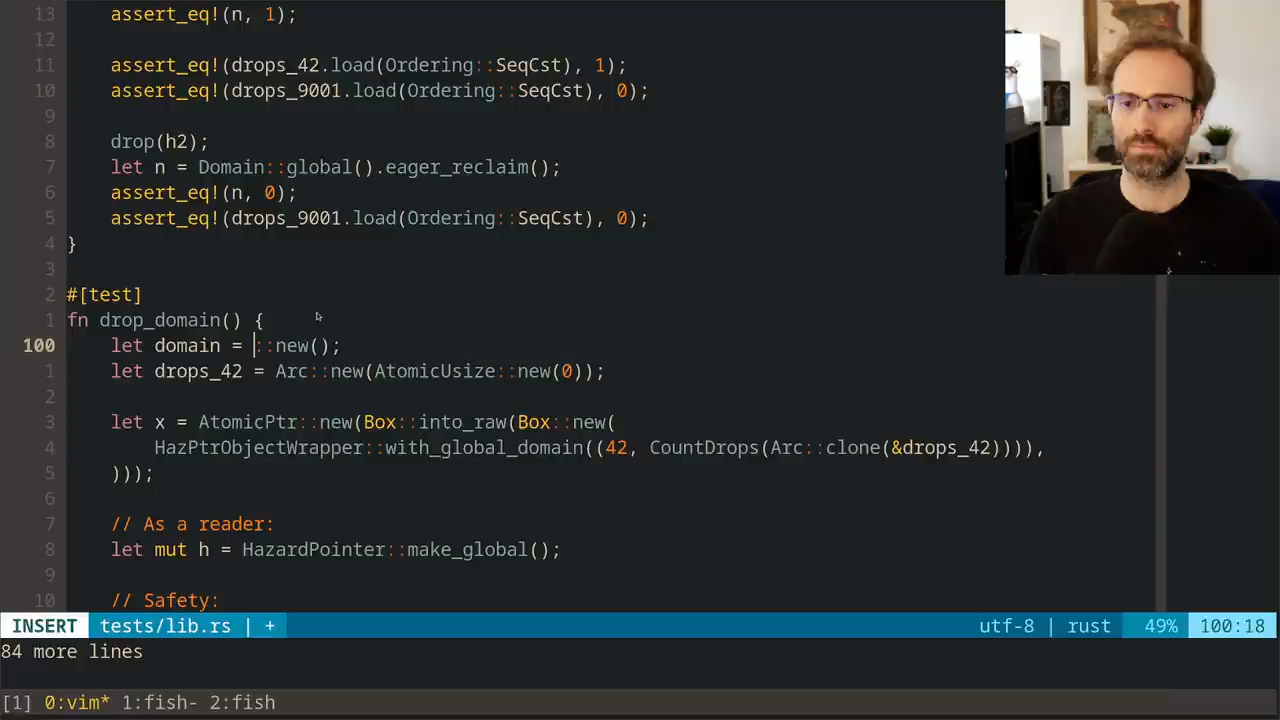 13     assert_eq!(n, 1);
12
11     assert_eq!(drops_42.load(Ordering::SeqCst), 1);
10     assert_eq!(drops_9001.load(Ordering::SeqCst), 0);
9
8     drop(h2);
7     let n = Domain::global().eager_reclaim();
6     assert_eq!(n, 0);
5     assert_eq!(drops_9001.load(Ordering::SeqCst), 0);
4 }
3
2 #[test]
1 fn drop_domain() {
100     let domain = ::new();
1     let drops_42 = Arc::new(AtomicUsize::new(0));
2
3     let x = AtomicPtr::new(Box::into_raw(Box::new(
4         HazPtrObjectWrapper::with_global_domain((42, CountDrops(Arc::clone(&drops_42)))),
5     )));
6
7     // As a reader:
8     let mut h = HazardPointer::make_global();
9
10     // Safety:
INSERT tests/lib.rs | + utf-8 | rust 49% 100:18
84 more lines
[1] 0:vim* 1:fish- 2:fish